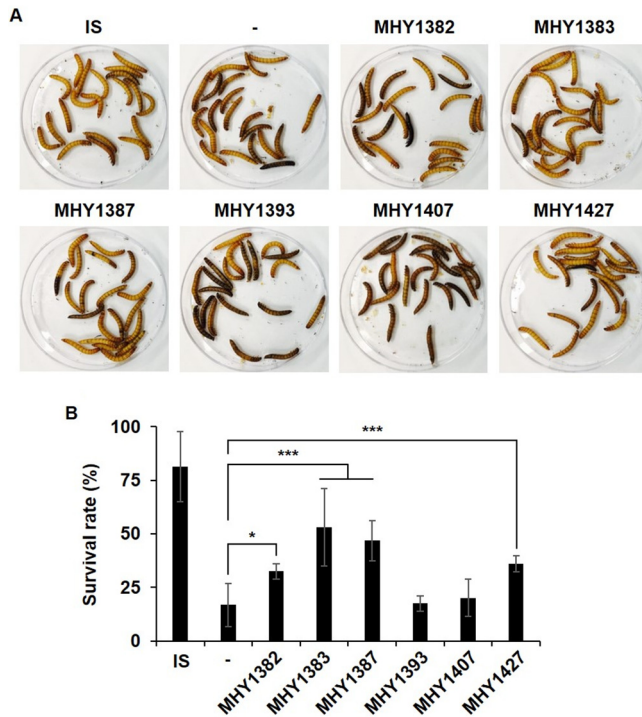 A
IS
-
MHY1382
MHY1383
MHY1387
MHY1393
MHY1407
MHY1427
B
Survival rate (%)
100
75
50
25
0
*
***
***
IS
-
MHY1382
MHY1383
MHY1387
MHY1393
MHY1407
MHY1427